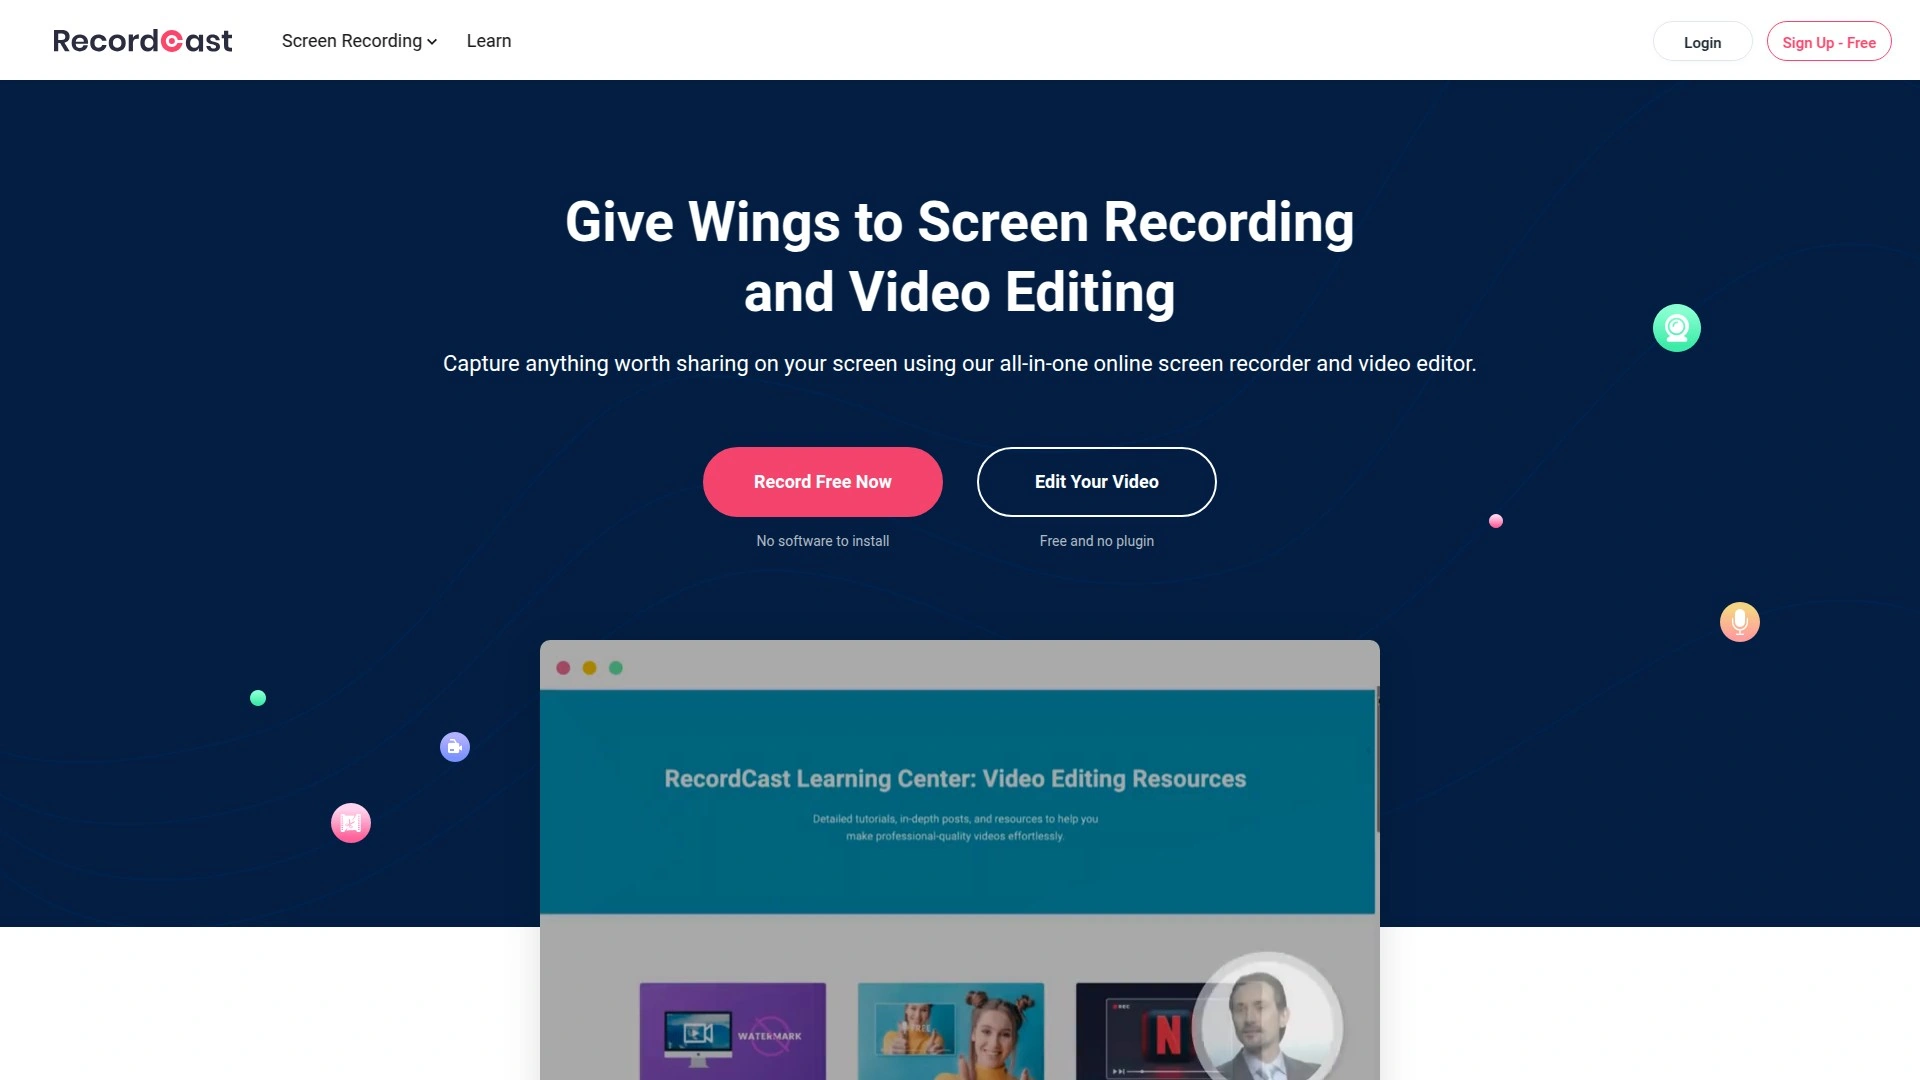 RecordCast
Screen Recording
Learn
Login
Sign Up - Free
Give Wings to Screen Recording
and Video Editing
Capture anything worth sharing on your screen using our all-in-one online screen recorder and video editor.
Record Free Now
Edit Your Video
No software to install
Free and no plugin
RecordCast Learning Center: Video Editing Resources
Detailed tutorials, in-depth posts, and resources to help you
make professional-quality videos effortlessly.
WATERMARK
FREE
REC
N